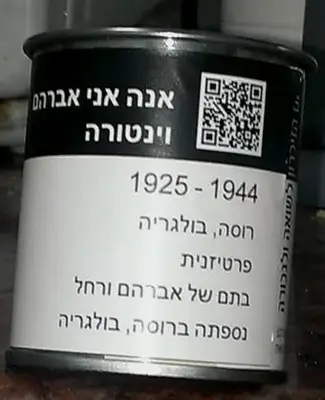 אנה אני אברהם
וינטורה
1925 - 1944
רוסה, בולגריה
פרטיזנית
בתם של אברהם ורחל
נספתה ברוסה, בולגריה